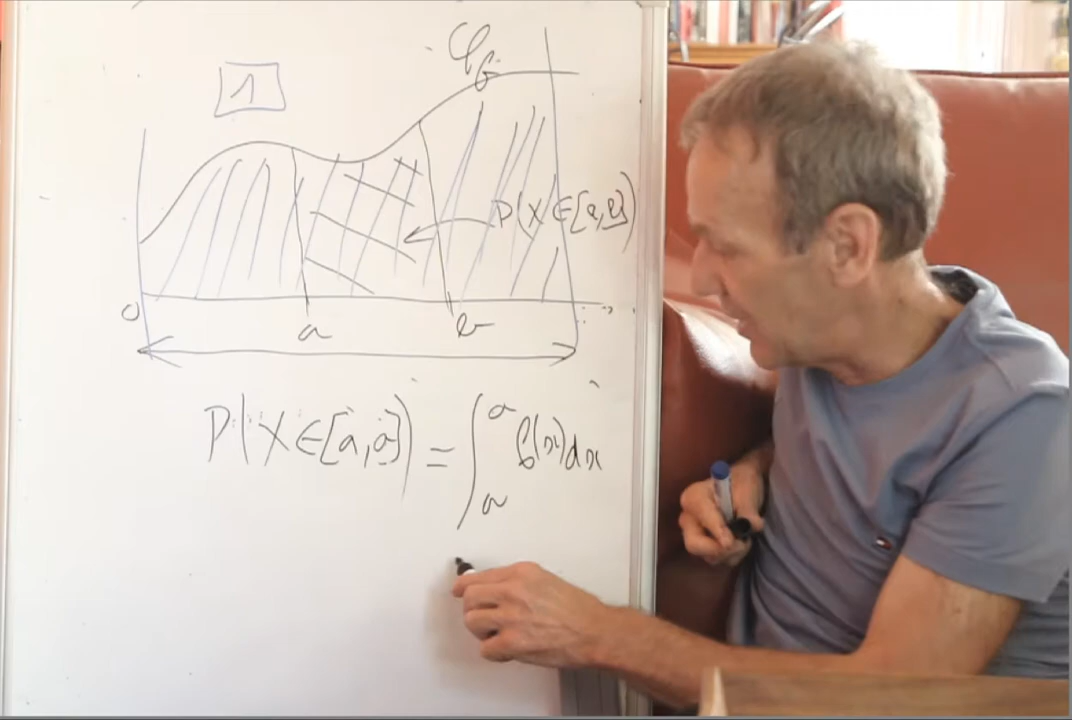 𝒞_f
1
P(X ∈ [a, b])
0
a b
P(X ∈ [a, a]) = ∫_a^a f(x) dx